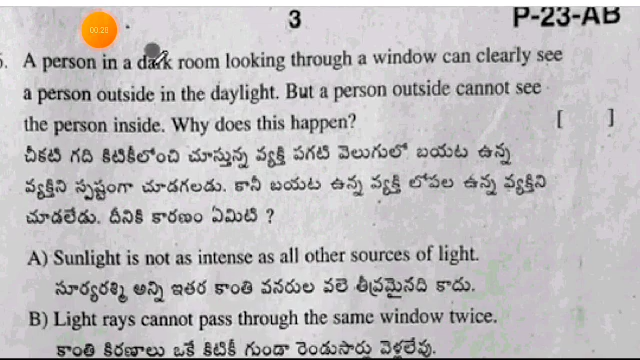 00:20
3
P-23-AB
5. A person in a dark room looking through a window can clearly see
a person outside in the daylight. But a person outside cannot see
the person inside. Why does this happen? [ ]
చీకటి గది కిటికీలోంచి చూస్తున్న వ్యక్తి పగటి వెలుగులో బయట ఉన్న
వ్యక్తిని స్పష్టంగా చూడగలడు. కానీ బయట ఉన్న వ్యక్తి లోపల ఉన్న వ్యక్తిని
చూడలేడు. దీనికి కారణం ఏమిటి ?
A) Sunlight is not as intense as all other sources of light.
సూర్యరశ్మి అన్ని ఇతర కాంతి వనరుల వలె తీవ్రమైనది కాదు.
B) Light rays cannot pass through the same window twice.
కాంతి కిరణాలు ఒకే కిటికీ గుండా రెండుసార్లు వెళ్లలేవు.